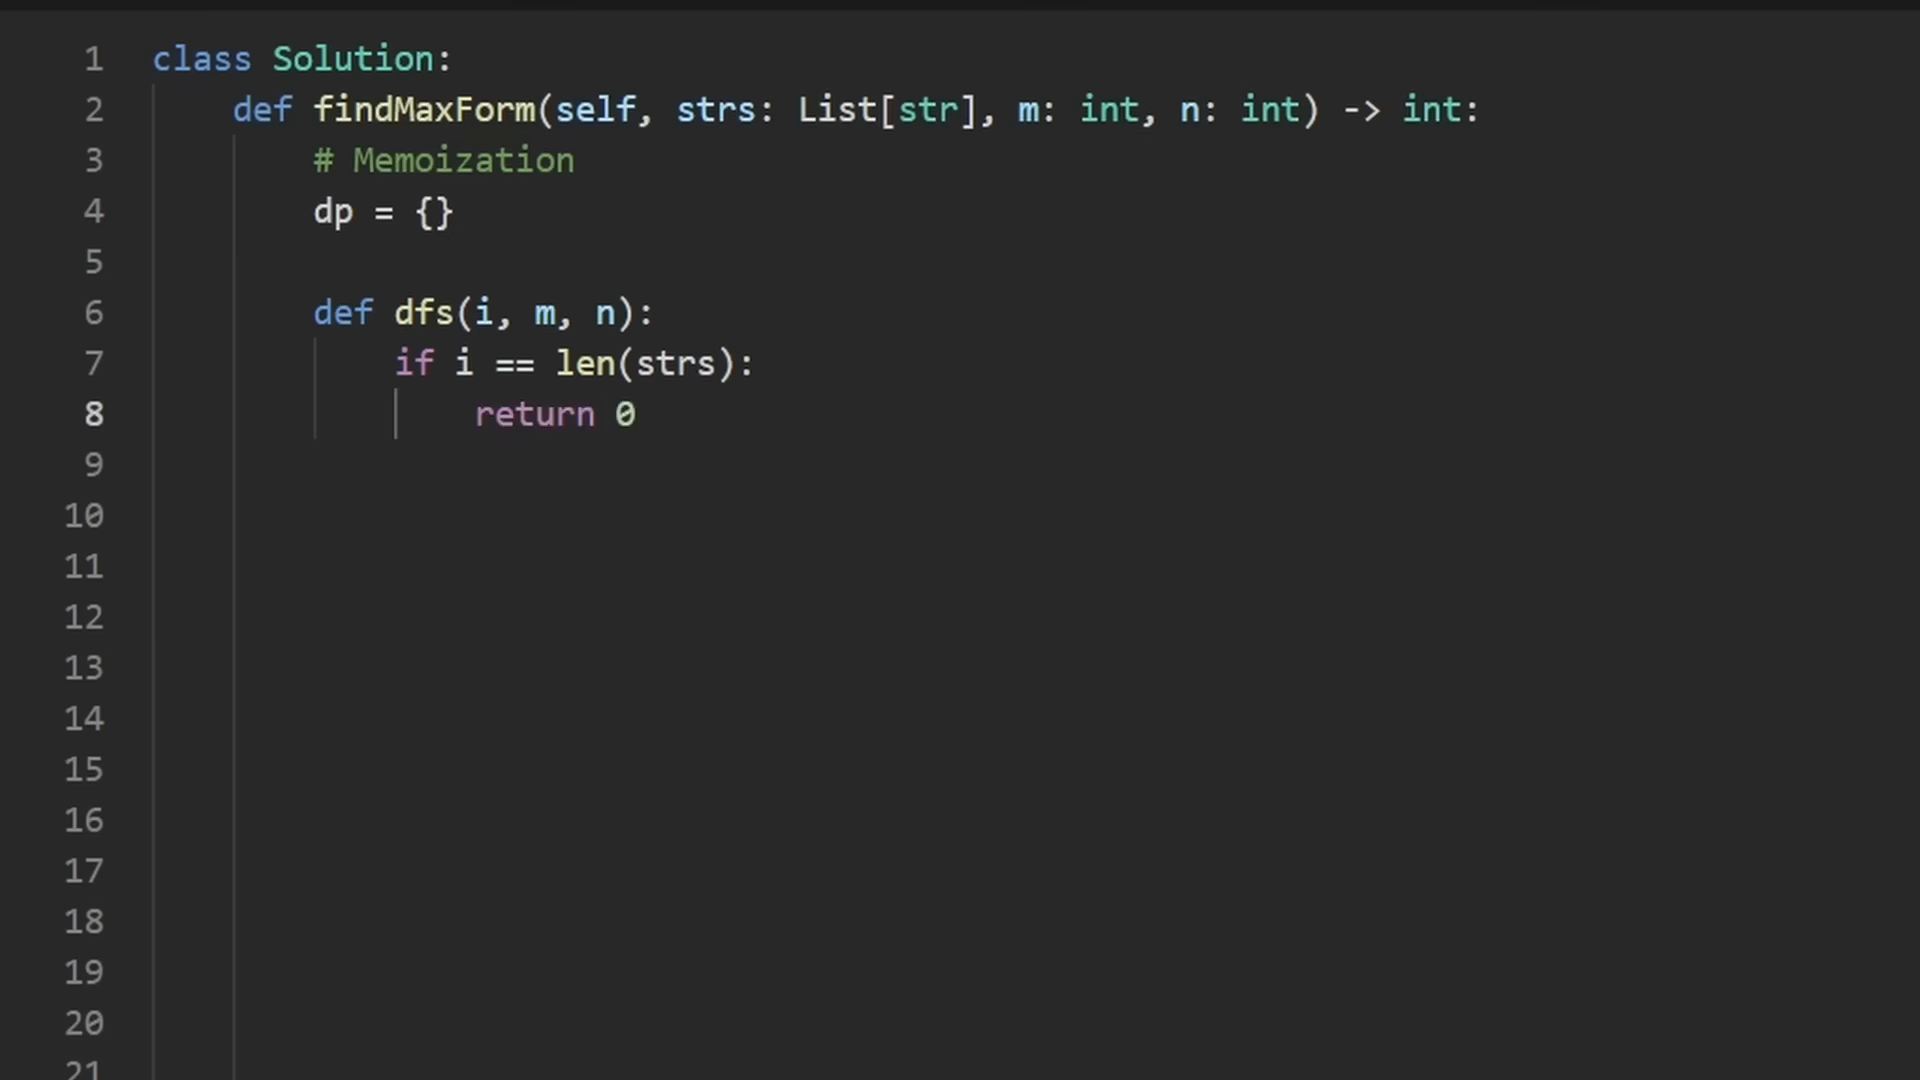 1 class Solution:
2 def findMaxForm(self, strs: List[str], m: int, n: int) -> int:
3 # Memoization
4 dp = {}
5
6 def dfs(i, m, n):
7 if i == len(strs):
8 return 0
9
10
11
12
13
14
15
16
17
18
19
20
21